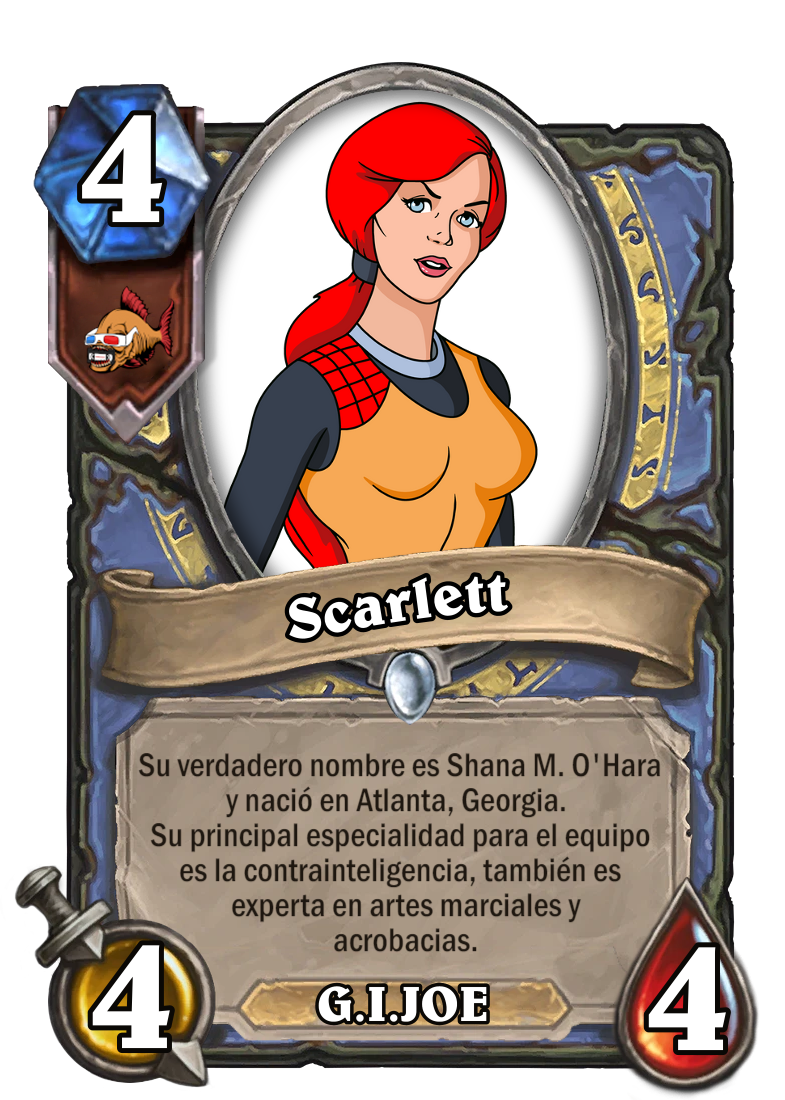 4
Scarlett
Su verdadero nombre es Shana M. O'Hara
y nació en Atlanta, Georgia.
Su principal especialidad para el equipo
es la contrainteligencia, también es
experta en artes marciales y
acrobacias.
4
G.I.JOE
4